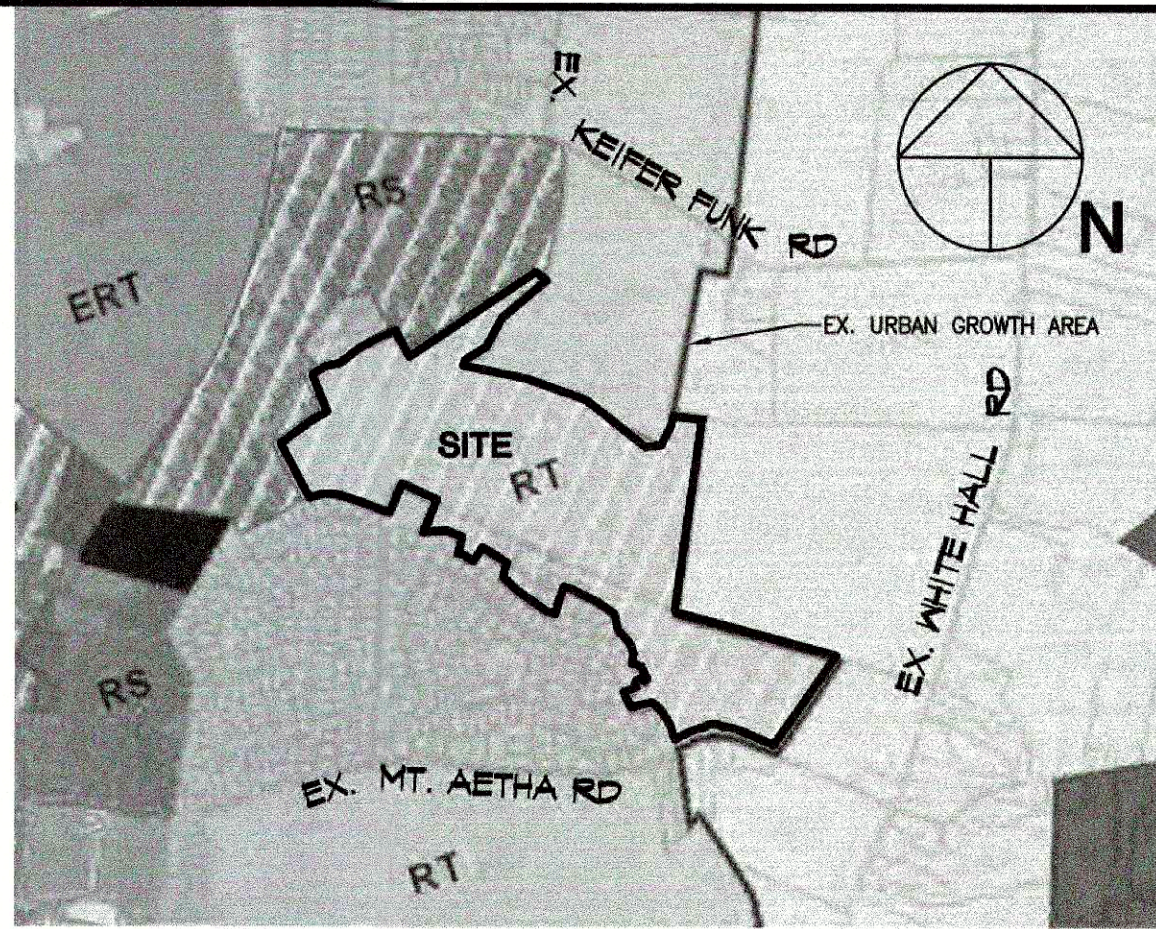 EX.
KEIFER FUNK RD
N
RS
ERT
EX. URBAN GROWTH AREA
SITE
RT
EX. WHITE HALL RD
RS
EX. MT. AETHA RD
RT